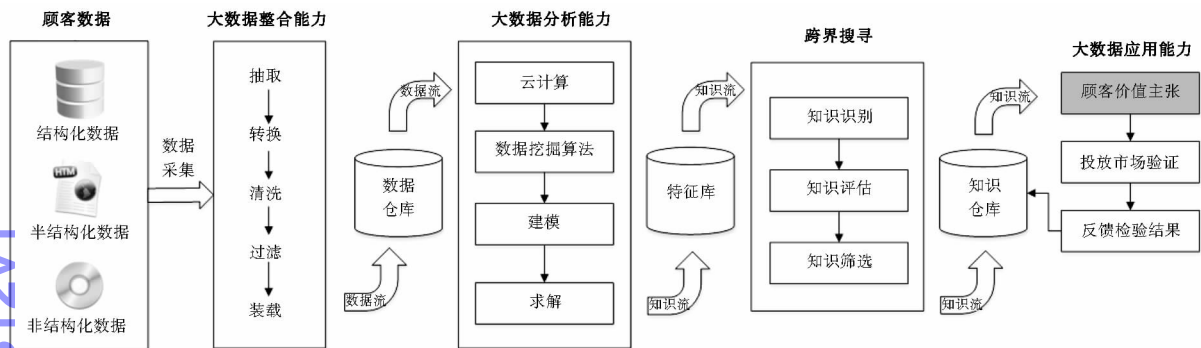 顾客数据
结构化数据
HTM
半结构化数据
非结构化数据
数据
采集
大数据整合能力
抽取
转换
清洗
过滤
装载
数据流
数据
仓库
数据流
大数据分析能力
云计算
数据挖掘算法
建模
求解
知识流
特征库
知识流
跨界搜寻
知识识别
知识评估
知识筛选
知识流
知识
仓库
知识流
大数据应用能力
顾客价值主张
投放市场验证
反馈检验结果